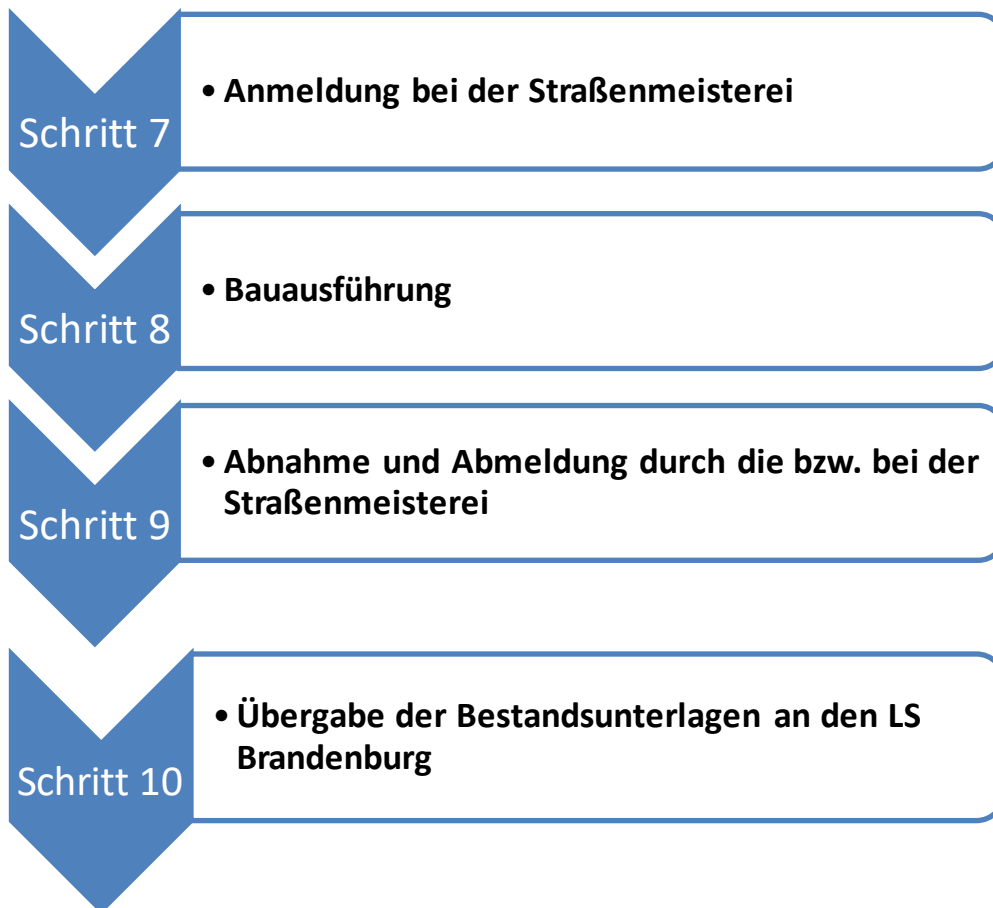 Schritt 7
• Anmeldung bei der Straßenmeisterei
Schritt 8
• Bauausführung
Schritt 9
• Abnahme und Abmeldung durch die bzw. bei der
Straßenmeisterei
Schritt 10
• Übergabe der Bestandsunterlagen an den LS
Brandenburg